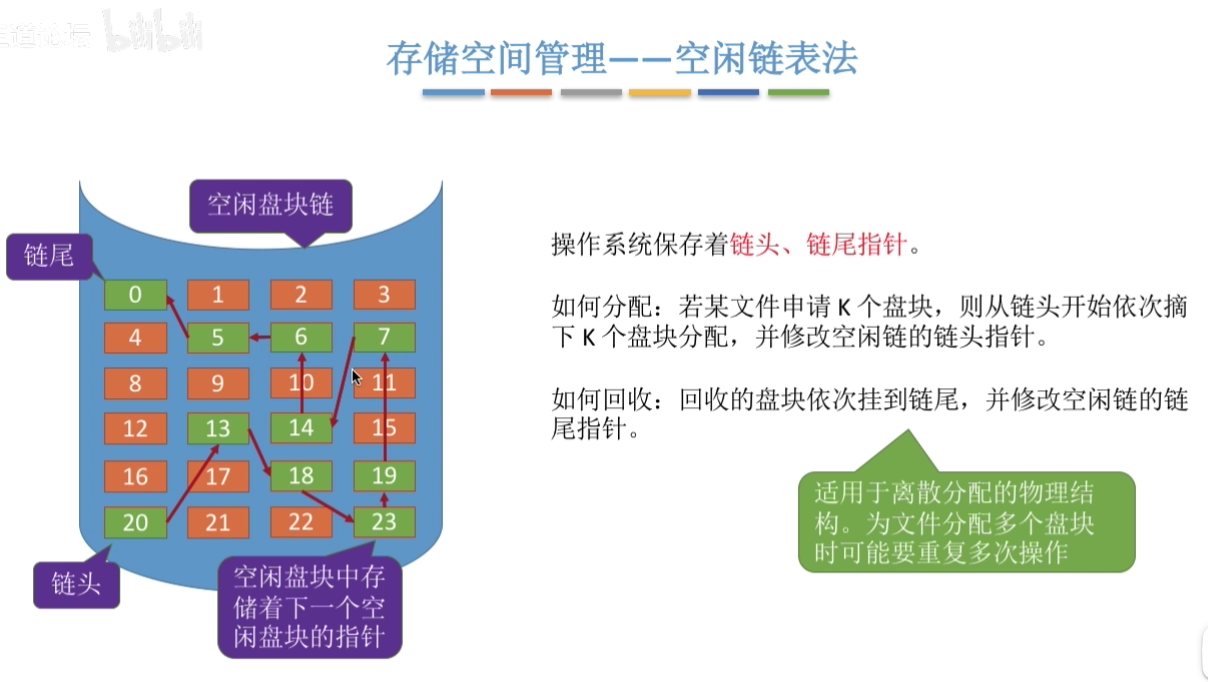 bilibili
存储空间管理——空闲链表法
空闲盘块链
链尾
0 1 2 3
4 5 6 7
8 9 10 11
12 13 14 15
16 17 18 19
20 21 22 23
链头
空闲盘块中存
储着下一个空
闲盘块的指针
操作系统保存着链头、链尾指针。
如何分配：若某文件申请 K 个盘块，则从链头开始依次摘
下 K 个盘块分配，并修改空闲链的链头指针。
如何回收：回收的盘块依次挂到链尾，并修改空闲链的链
尾指针。
适用于离散分配的物理结
构。为文件分配多个盘块
时可能要重复多次操作